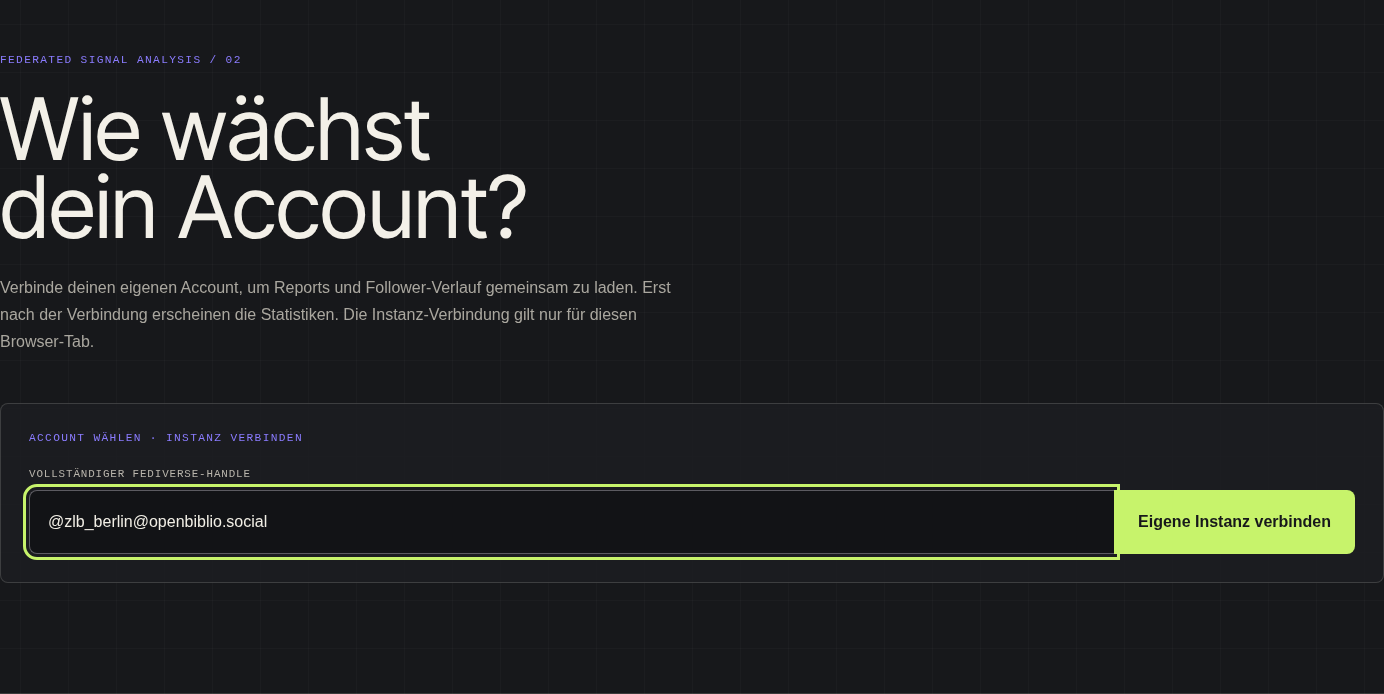 FEDERATED SIGNAL ANALYSIS / 02
Wie wächst
dein Account?
Verbinde deinen eigenen Account, um Reports und Follower-Verlauf gemeinsam zu laden. Erst
nach der Verbindung erscheinen die Statistiken. Die Instanz-Verbindung gilt nur für diesen
Browser-Tab.
ACCOUNT WÄHLEN · INSTANZ VERBINDEN
VOLLSTÄNDIGER FEDIVERSE-HANDLE
@zlb_berlin@openbiblio.social
Eigene Instanz verbinden